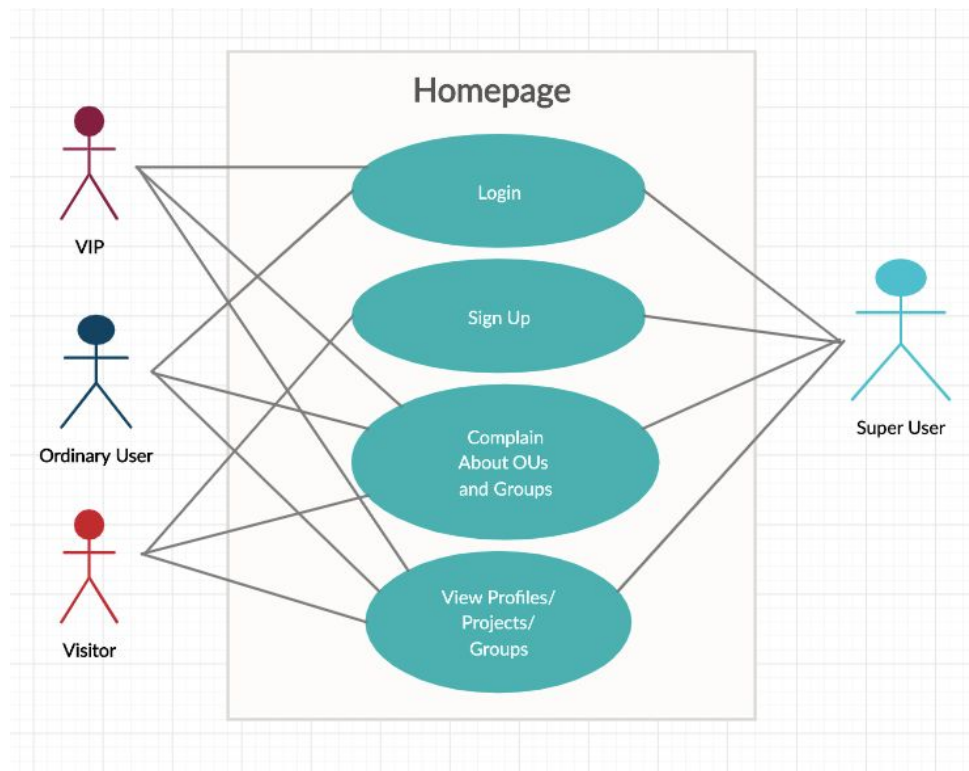 Homepage
VIP
Login
Sign Up
Ordinary User
Super User
Complain
About OUs
and Groups
Visitor
View Profiles/
Projects/
Groups